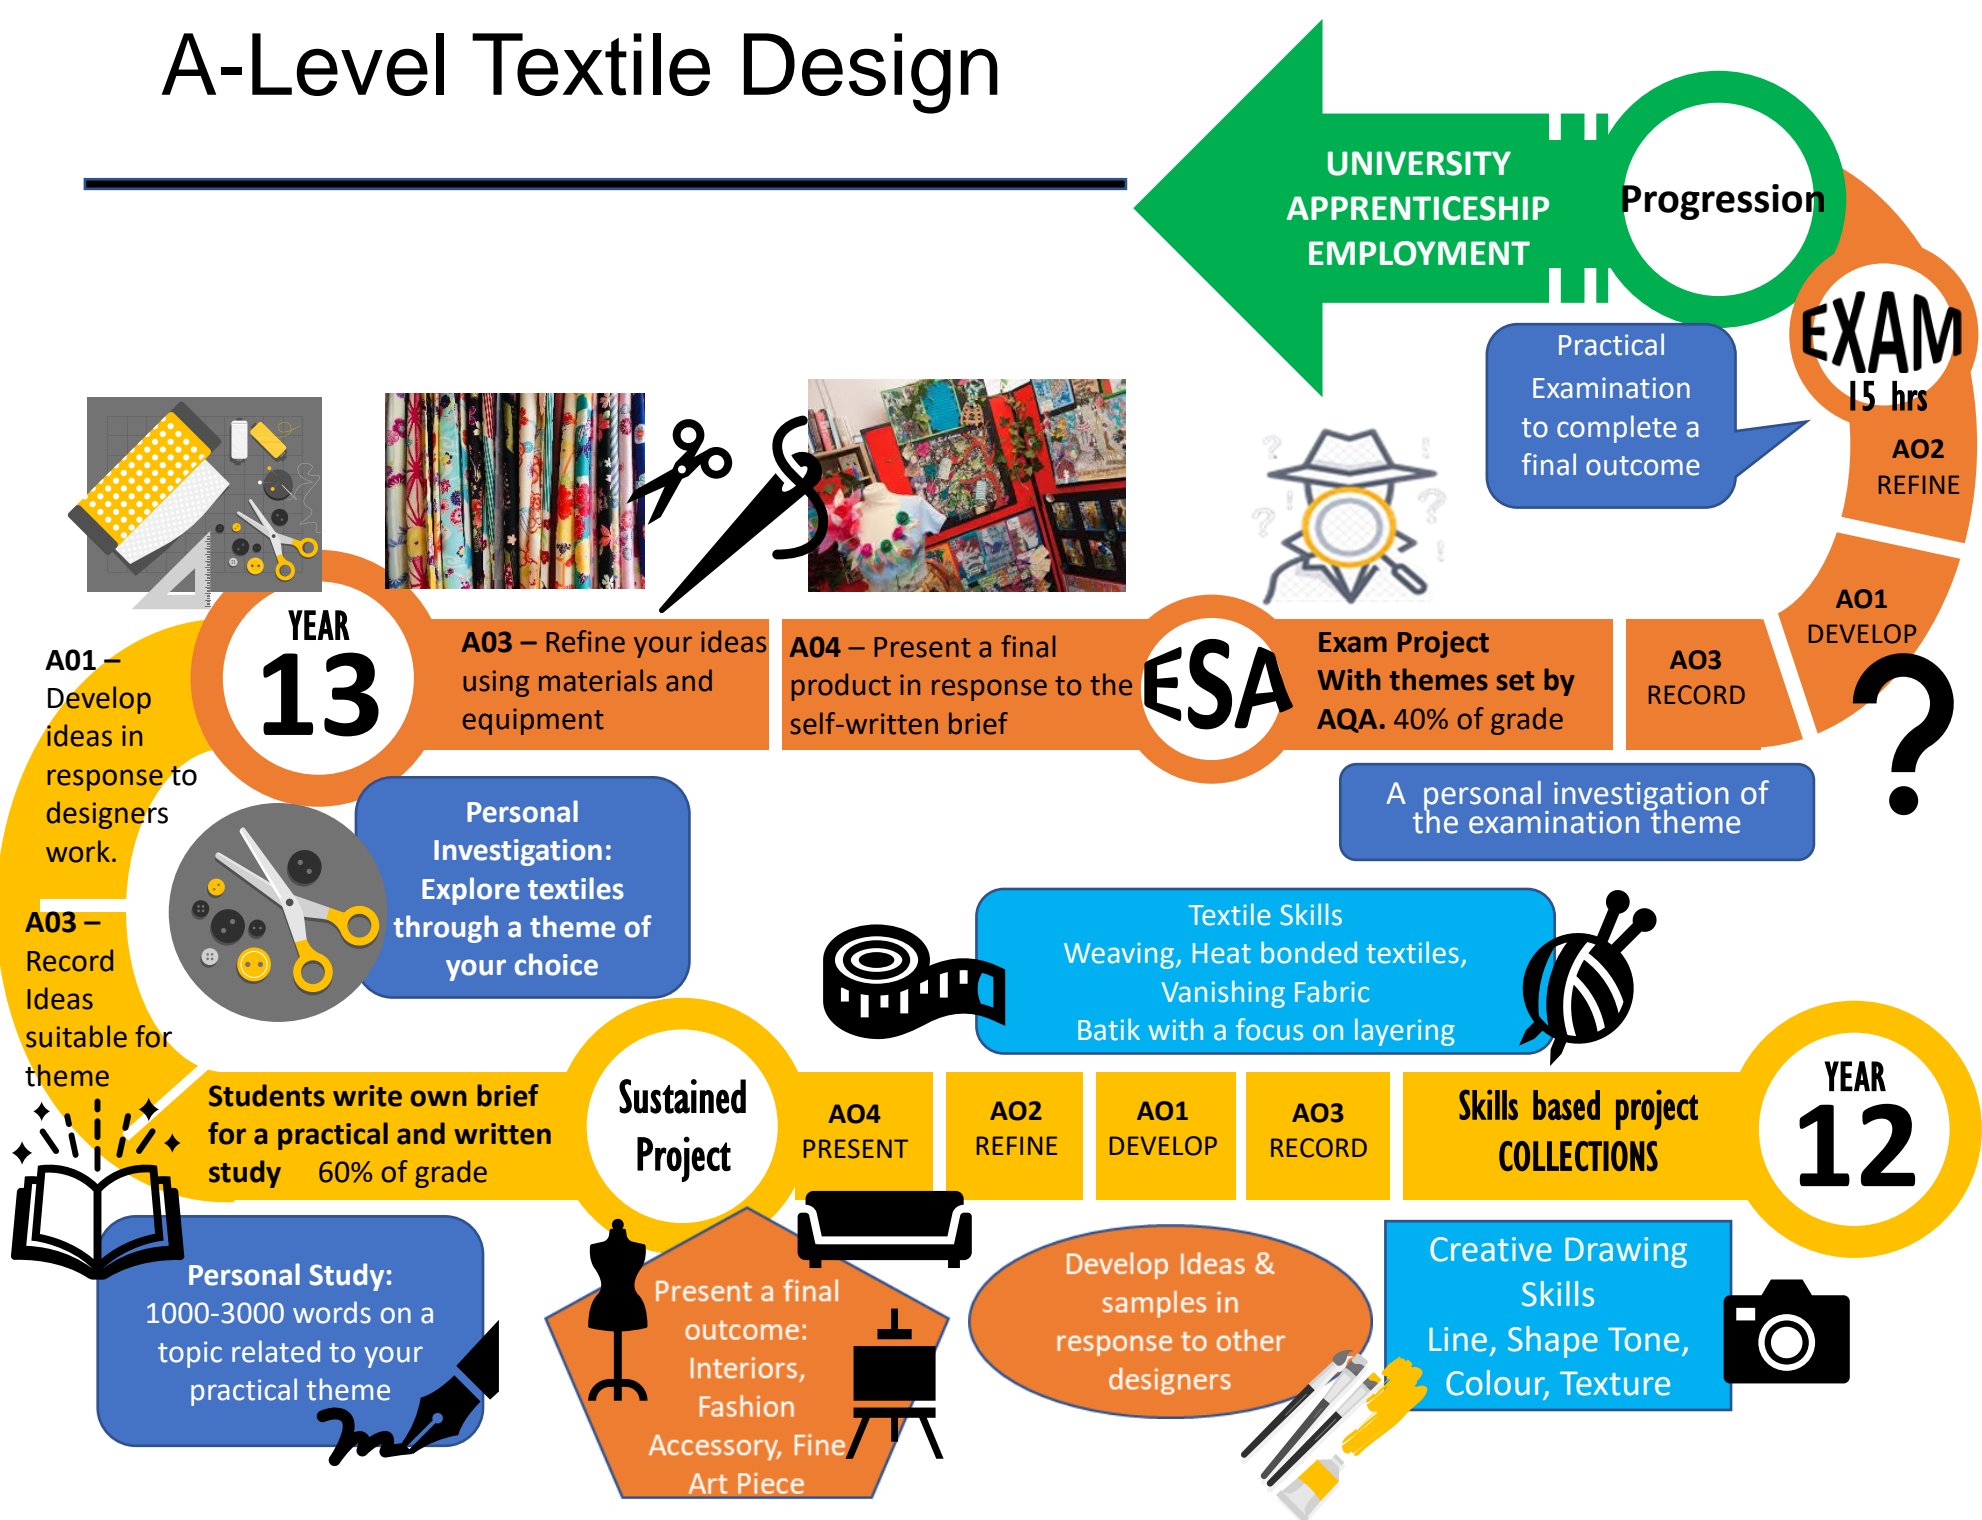 A-Level Textile Design
UNIVERSITY
APPRENTICESHIP
EMPLOYMENT
Progression
EXAM
15 hrs
Practical
Examination
to complete a
final outcome
AO2
REFINE
AO1
DEVELOP
AO3
RECORD
Exam Project
With themes set by
AQA. 40% of grade
A personal investigation of
the examination theme
ESA
A04 – Present a final
product in response to the
self-written brief
A03 – Refine your ideas
using materials and
equipment
YEAR
13
A01 –
Develop
ideas in
response to
designers
work.
Personal
Investigation:
Explore textiles
through a theme of
your choice
A03 –
Record
Ideas
suitable for
theme
Students write own brief
for a practical and written
study 60% of grade
Personal Study:
1000-3000 words on a
topic related to your
practical theme
Sustained
Project
Present a final
outcome:
Interiors,
Fashion
Accessory, Fine
Art Piece
AO4
PRESENT
AO2
REFINE
AO1
DEVELOP
AO3
RECORD
Textile Skills
Weaving, Heat bonded textiles,
Vanishing Fabric
Batik with a focus on layering
Develop Ideas &
samples in
response to other
designers
Skills based project
COLLECTIONS
Creative Drawing
Skills
Line, Shape Tone,
Colour, Texture
YEAR
12